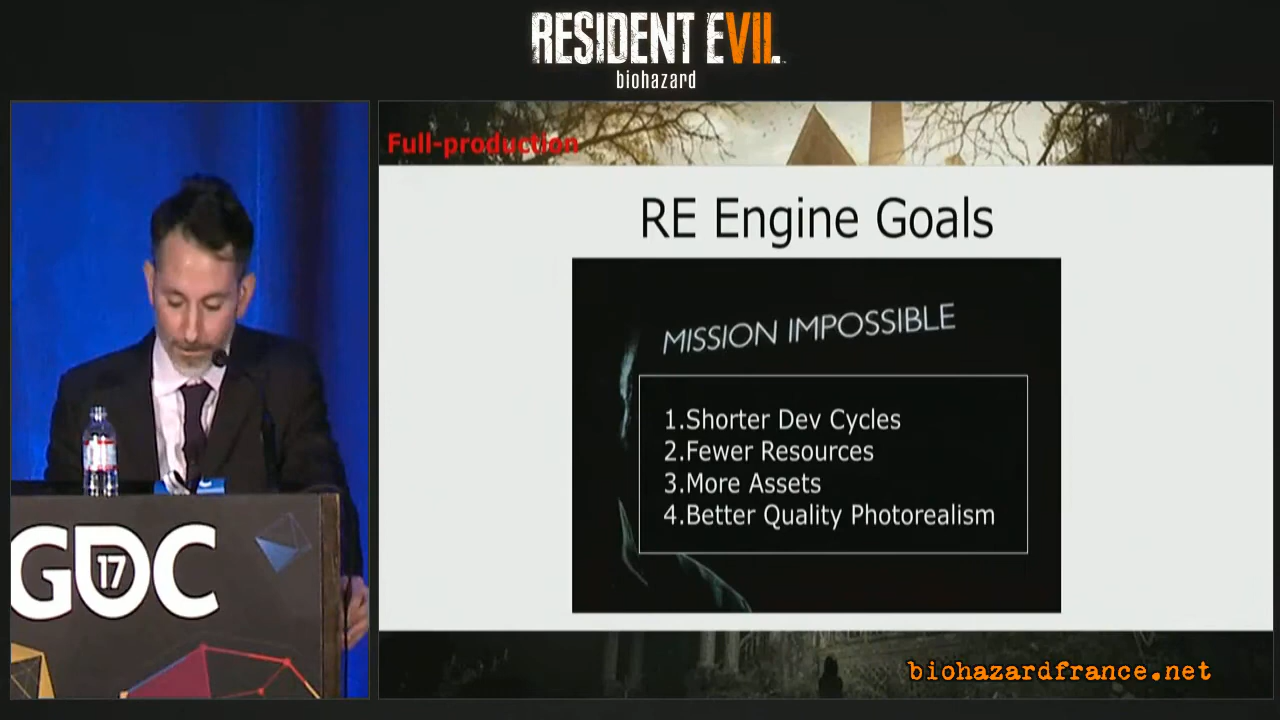 RESIDENT EVII.
biohazard
Full-production
RE Engine Goals
MISSION IMPOSSIBLE
1.Shorter Dev Cycles
2.Fewer Resources
3.More Assets
4.Better Quality Photorealism
GDC
17
biohazardfrance.net